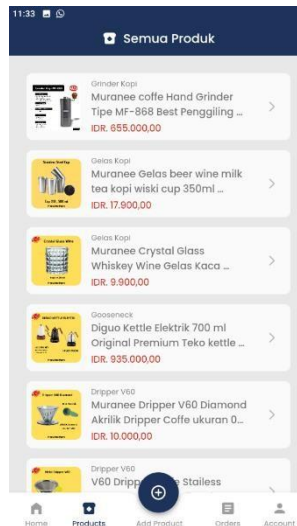 11:33
Semua Produk
Grinder Kopi
Muranee coffe Hand Grinder
Tipe MF-868 Best Penggiling ...
IDR. 655.000,00
Gelas Kopi
Muranee Gelas beer wine milk
tea kopi wiski cup 350ml ...
IDR. 17.900,00
Gelas Kopi
Muranee Crystal Glass
Whiskey Wine Gelas Kaca ...
IDR. 9.900,00
Gooseneck
Diguo Kettle Elektrik 700 ml
Original Premium Teko kettle ...
IDR. 935.000,00
Dripper V60
Muranee Dripper V60 Diamond
Akrilik Dripper Coffe ukuran 0...
IDR. 10.000,00
Dripper V60
V60 Dripp Stailess
Home
Products
Add Product
Orders
Account